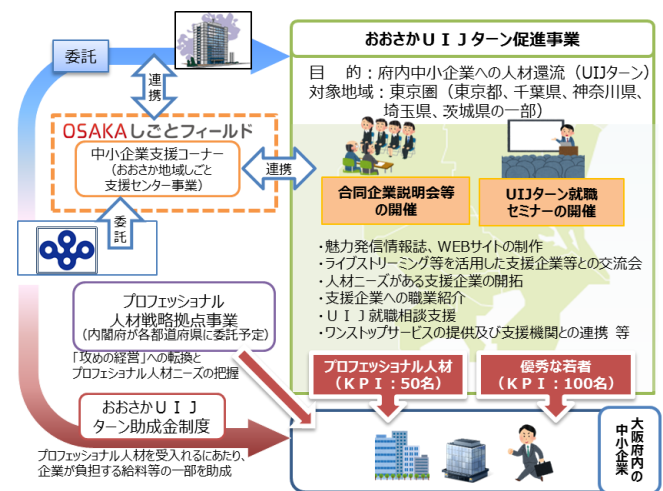 委託
連携
OSAKAしごとフィールド
中小企業支援コーナー
（おおさか地域しごと
支援センター事業）
連携
委託
おおさかＵＩＪターン促進事業
目　的：府内中小企業への人材還流（UIJターン）
対象地域：東京圏（東京都、千葉県、神奈川県、
埼玉県、茨城県の一部）
合同企業説明会等
の開催
UIJターン就職
セミナーの開催
・魅力発信情報誌、WEBサイトの制作
・ライブストリーミング等を活用した支援企業等との交流会
・人材ニーズがある支援企業の開拓
・支援企業への職業紹介
・ＵＩＪ就職相談支援
・ワンストップサービスの提供及び支援機関との連携 等
プロフェッショナル
人材戦略拠点事業
（内閣府が各都道府県に委託予定）
「攻めの経営」への転換と
プロフェショナル人材ニーズの把握
プロフェッショナル人材
（ＫＰＩ：50名）
優秀な若者
（ＫＰＩ：100名）
おおさかＵＩＪ
ターン助成金制度
プロフェッショナル人材を受入れるにあたり、
企業が負担する給料等の一部を助成
大阪府内の
中小企業